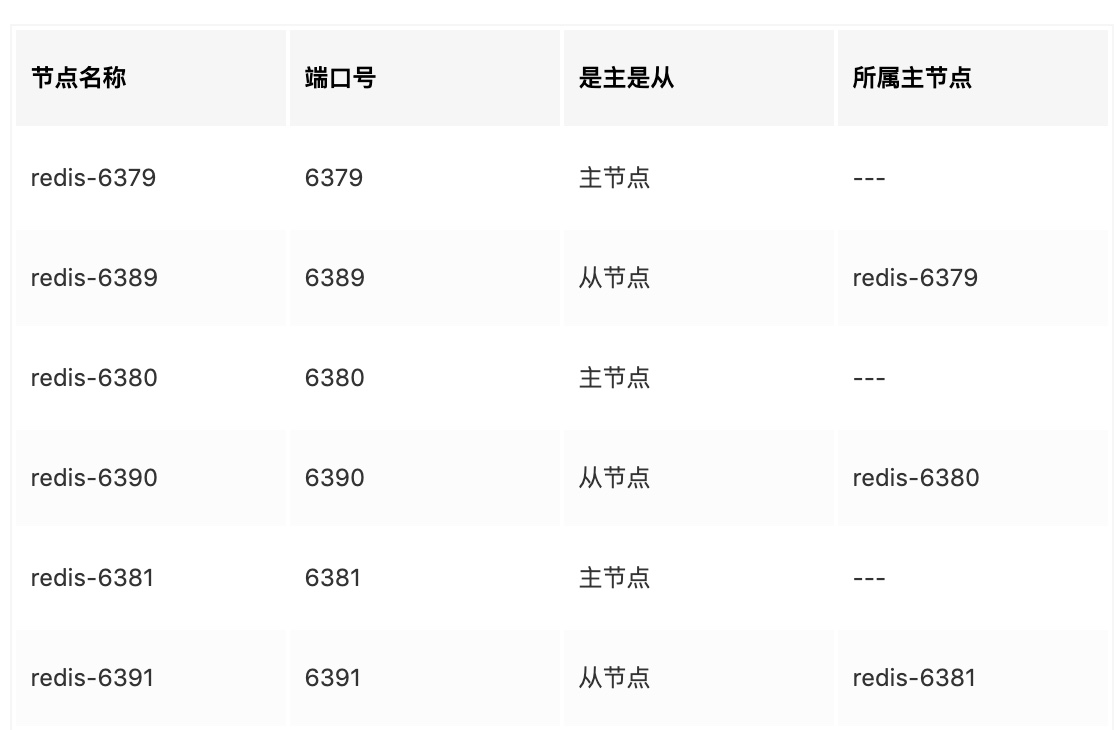 节点名称 端口号 是主是从 所属主节点
redis-6379 6379 主节点 ---
redis-6389 6389 从节点 redis-6379
redis-6380 6380 主节点 ---
redis-6390 6390 从节点 redis-6380
redis-6381 6381 主节点 ---
redis-6391 6391 从节点 redis-6381